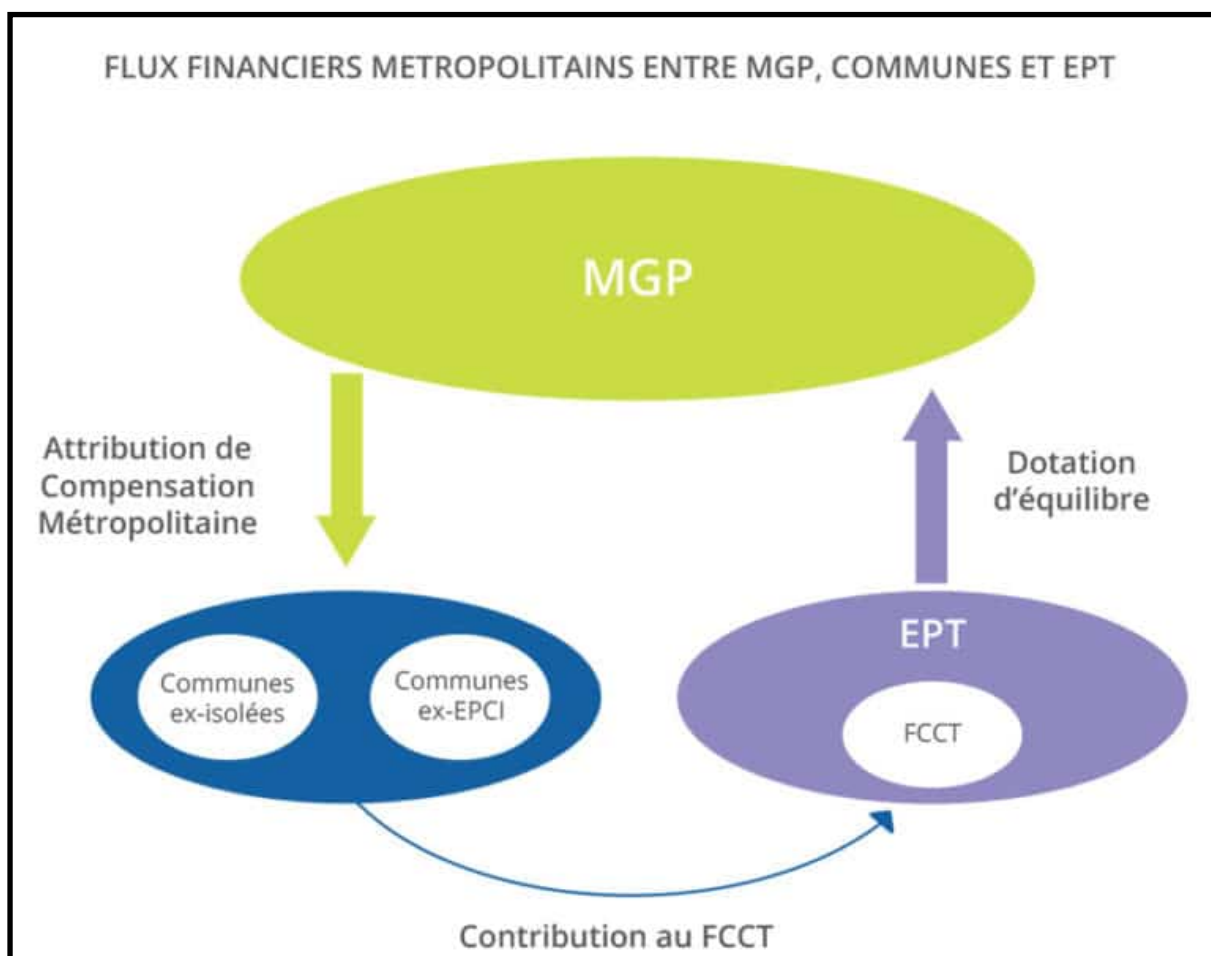 FLUX FINANCIERS METROPOLITAINS ENTRE MGP, COMMUNES ET EPT
MGP
Attribution de
Compensation
Métropolitaine
Dotation
d’équilibre
Communes
ex-isolées
Communes
ex-EPCI
EPT
FCCT
Contribution au FCCT